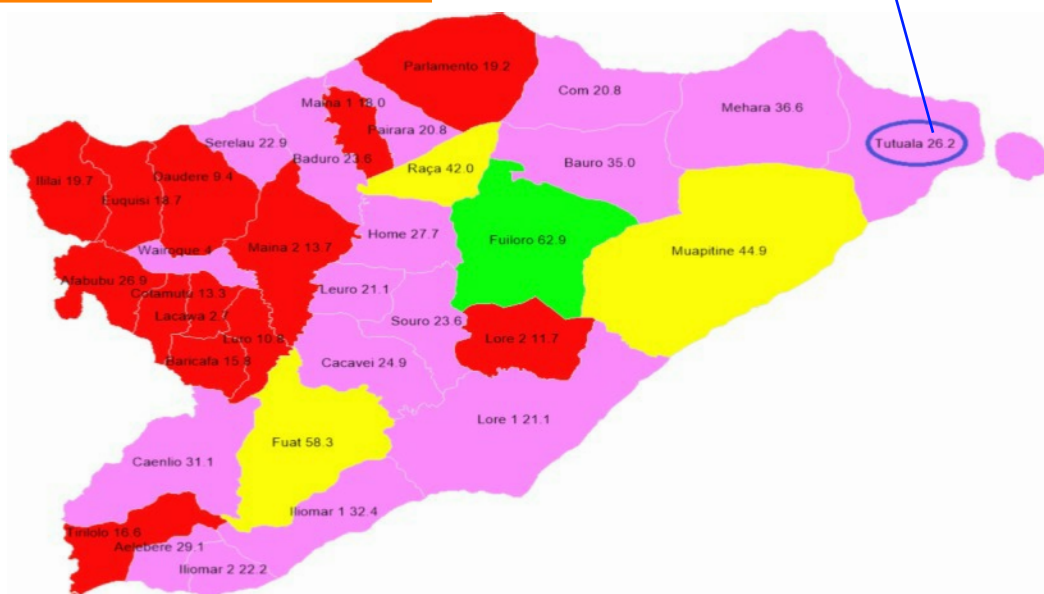 Parlamento 19.2
Com 20.8
Mehara 36.6
Maina 1 18.0
Pairara 20.8
Serelau 22.9
Tutuala 26.2
Baduro 23.6
Bauro 35.0
Raça 42.0
Daudere 9.4
Ililai 19.7
Euquisi 18.7
Home 27.7
Fuiloro 62.9
Maina 2 13.7
Wairoque 4
Muapitine 44.9
Afabubu 26.9
Leuro 21.1
Cotamutu 13.3
Lacawa 2.7
Souro 23.6
Luro 10.8
Lore 2 11.7
Baricafa 15.8
Cacavei 24.9
Lore 1 21.1
Fuat 58.3
Caenlio 31.1
Iliomar 1 32.4
Tirilolo 16.6
Aelebere 29.1
Iliomar 2 22.2